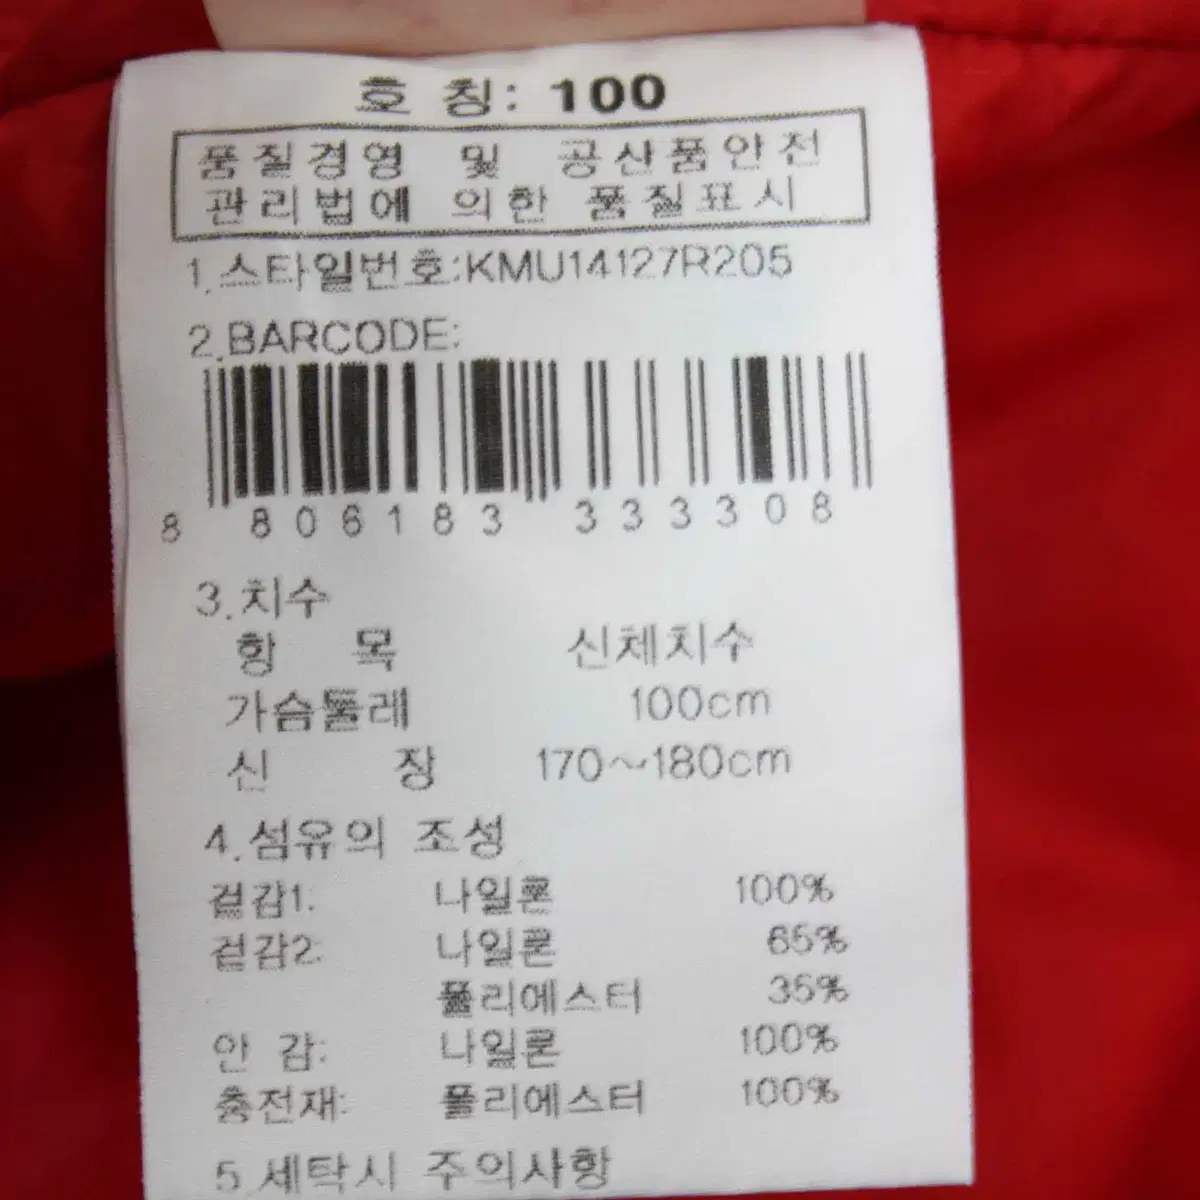 호 칭: 100
품질경영 및 공산품안전
관리법에 의한 품질표시
1.스타일번호:KMU14127R205
2.BARCODE:
8 806183 333308
3.치수
항 목 신체치수
가슴둘레 100cm
신 장 170~180cm
4.섬유의 조성
겉감1: 나일론 100%
겉감2: 나일론 65%
폴리에스터 35%
안 감: 나일론 100%
충전재: 폴리에스터 100%
5.세탁시 주의사항